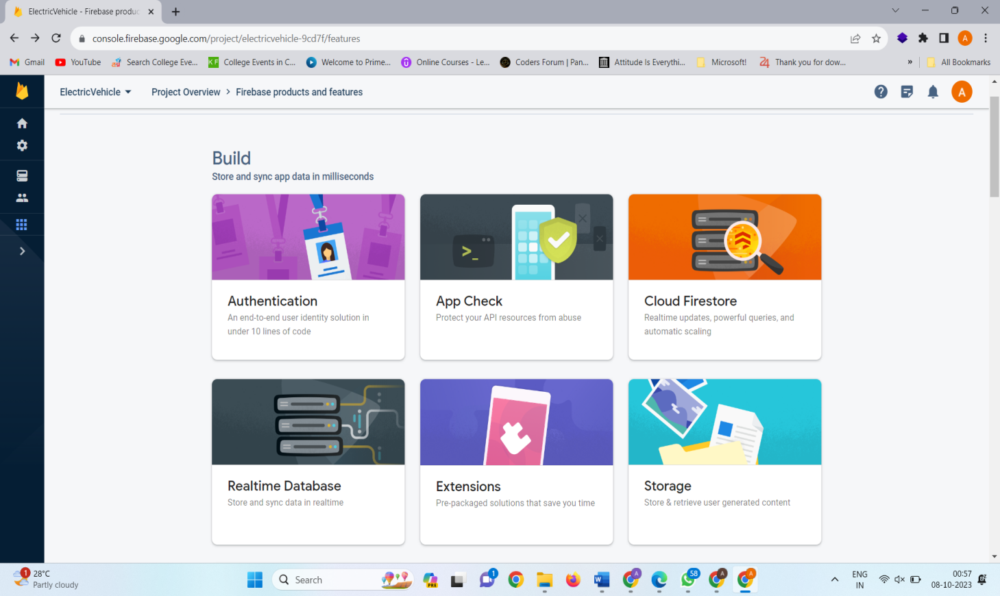 ElectricVehicle - Firebase produc
console.firebase.google.com/project/electricvehicle-9cd7f/features
A
Gmail
YouTube
Search College Eve...
KF
College Events in C...
Welcome to Prime...
Online Courses - Le...
Coders Forum | Pan...
Attitude Is Everythi...
Microsoft!
Thank you for dow...
»
All Bookmarks
ElectricVehicle
Project Overview > Firebase products and features
A
Build
Store and sync app data in milliseconds
>_
Authentication
An end-to-end user identity solution in
under 10 lines of code
App Check
Protect your API resources from abuse
Cloud Firestore
Realtime updates, powerful queries, and
automatic scaling
Realtime Database
Store and sync data in realtime
Extensions
Pre-packaged solutions that save you time
Storage
Store & retrieve user generated content
1
28°C
Partly cloudy
Search
PRE
1
W
A
58
A
A
ENG
IN
00:57
08-10-2023